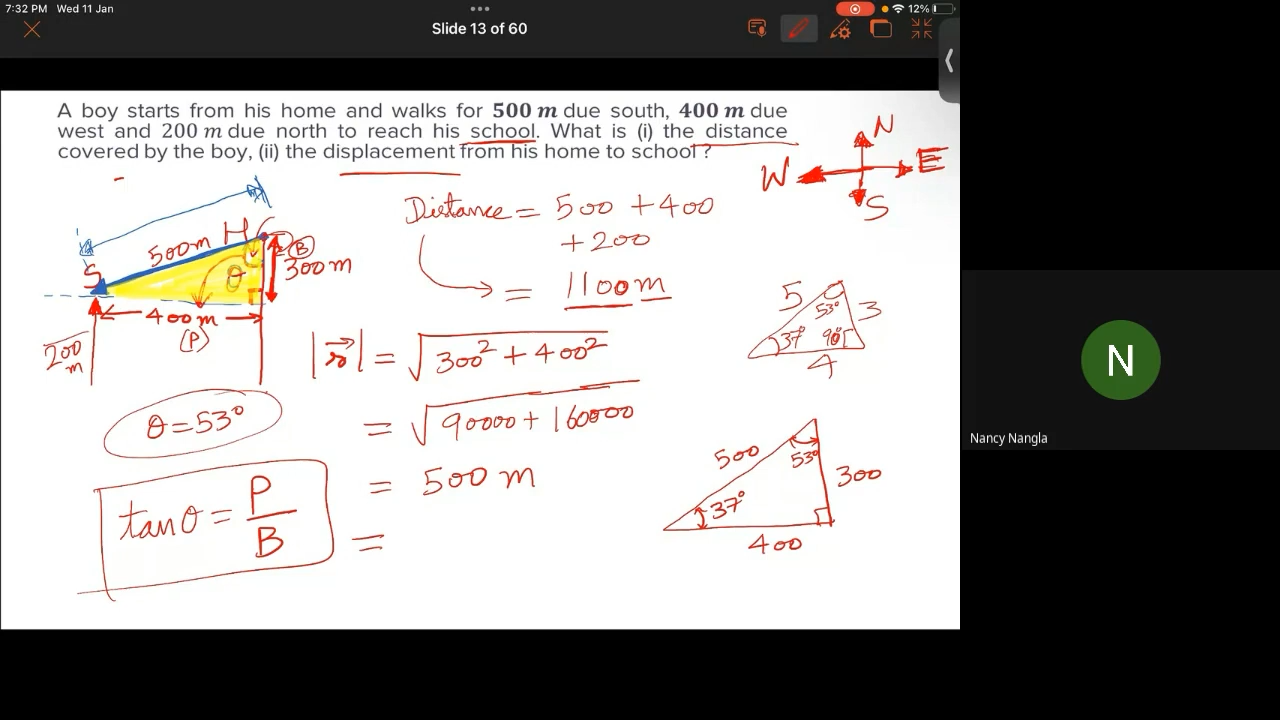 7:32 PM Wed 11 Jan
12%
Slide 13 of 60
A boy starts from his home and walks for 500 m due south, 400 m due
west and 200 m due north to reach his school. What is (i) the distance
covered by the boy, (ii) the displacement from his home to school ?
N
W E
S
Distance = 500 + 400
+ 200
= 1100 m
500 m H
B
300 m
S
θ
400 m
(P)
200
m
5 3
53°
37° 90°
4
|r⃗| = √300² + 400²
θ = 53°
= √90000 + 160000
= 500 m
tanθ = P/B
=
500 53° 300
37°
400
N
Nancy Nangla